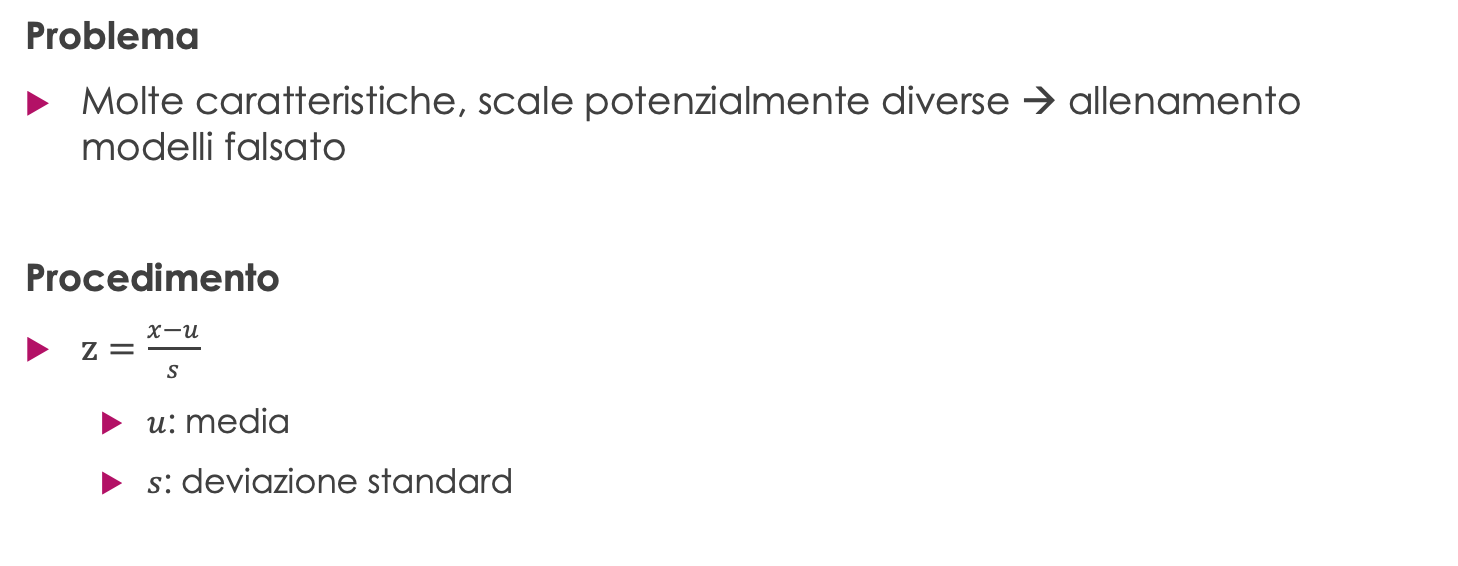 Problema
Molte caratteristiche, scale potenzialmente diverse → allenamento
modelli falsato
Procedimento
z = x−u / s
u: media
s: deviazione standard